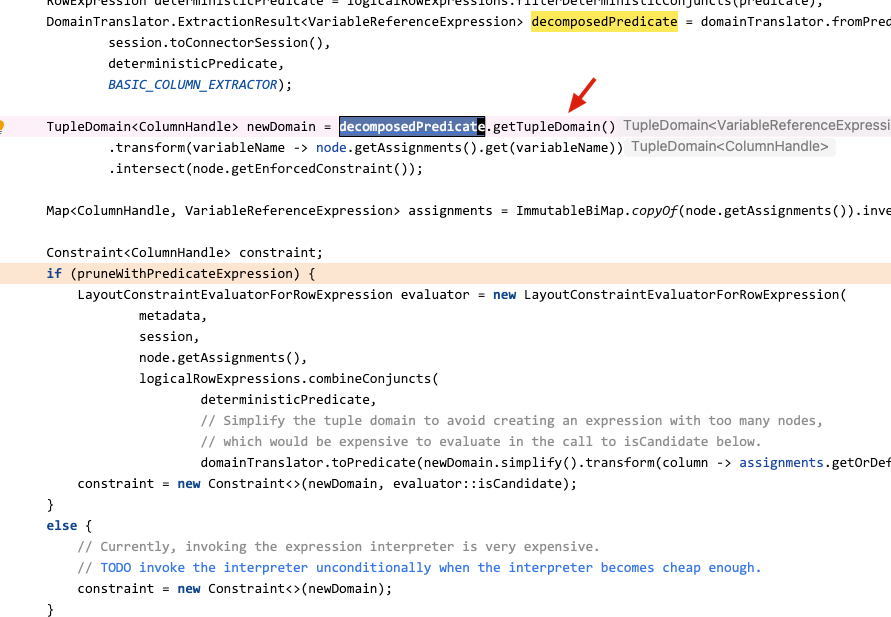 RowExpression deterministicPredicate = logicalRowExpressions.filterDeterministicConjuncts(predicate);
DomainTranslator.ExtractionResult<VariableReferenceExpression> decomposedPredicate = domainTranslator.fromPred
session.toConnectorSession(),
deterministicPredicate,
BASIC_COLUMN_EXTRACTOR);
TupleDomain<ColumnHandle> newDomain = decomposedPredicate.getTupleDomain() TupleDomain<VariableReferenceExpressi
.transform(variableName -> node.getAssignments().get(variableName)) TupleDomain<ColumnHandle>
.intersect(node.getEnforcedConstraint());
Map<ColumnHandle, VariableReferenceExpression> assignments = ImmutableBiMap.copyOf(node.getAssignments()).inve
Constraint<ColumnHandle> constraint;
if (pruneWithPredicateExpression) {
LayoutConstraintEvaluatorForRowExpression evaluator = new LayoutConstraintEvaluatorForRowExpression(
metadata,
session,
node.getAssignments(),
logicalRowExpressions.combineConjuncts(
deterministicPredicate,
// Simplify the tuple domain to avoid creating an expression with too many nodes,
// which would be expensive to evaluate in the call to isCandidate below.
domainTranslator.toPredicate(newDomain.simplify().transform(column -> assignments.getOrDef
constraint = new Constraint<>(newDomain, evaluator::isCandidate);
}
else {
// Currently, invoking the expression interpreter is very expensive.
// TODO invoke the interpreter unconditionally when the interpreter becomes cheap enough.
constraint = new Constraint<>(newDomain);
}